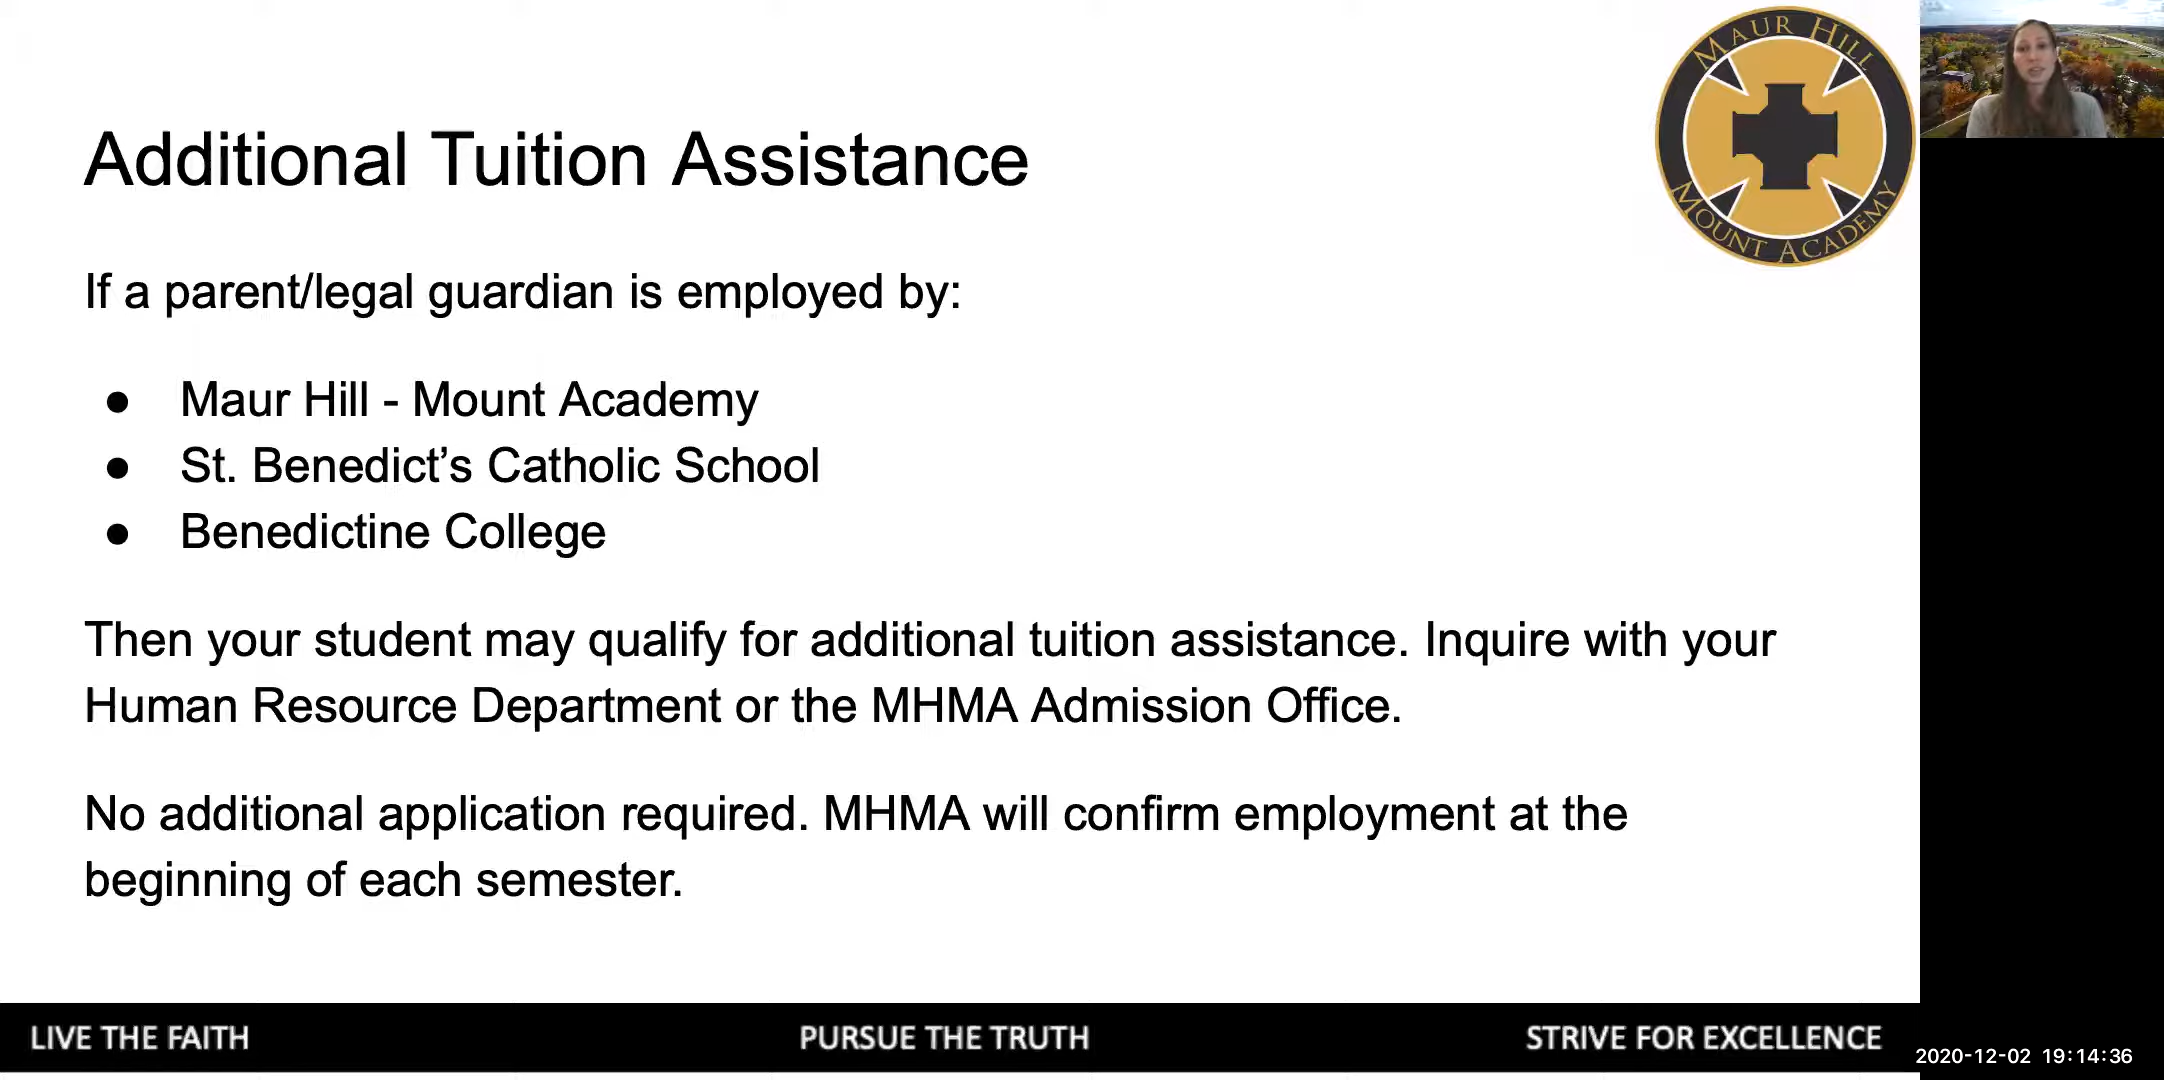 MAUR HILL
MOUNT ACADEMY
Additional Tuition Assistance
If a parent/legal guardian is employed by:
● Maur Hill - Mount Academy
● St. Benedict’s Catholic School
● Benedictine College
Then your student may qualify for additional tuition assistance. Inquire with your
Human Resource Department or the MHMA Admission Office.
No additional application required. MHMA will confirm employment at the
beginning of each semester.
LIVE THE FAITH
PURSUE THE TRUTH
STRIVE FOR EXCELLENCE
2020-12-02 19:14:36